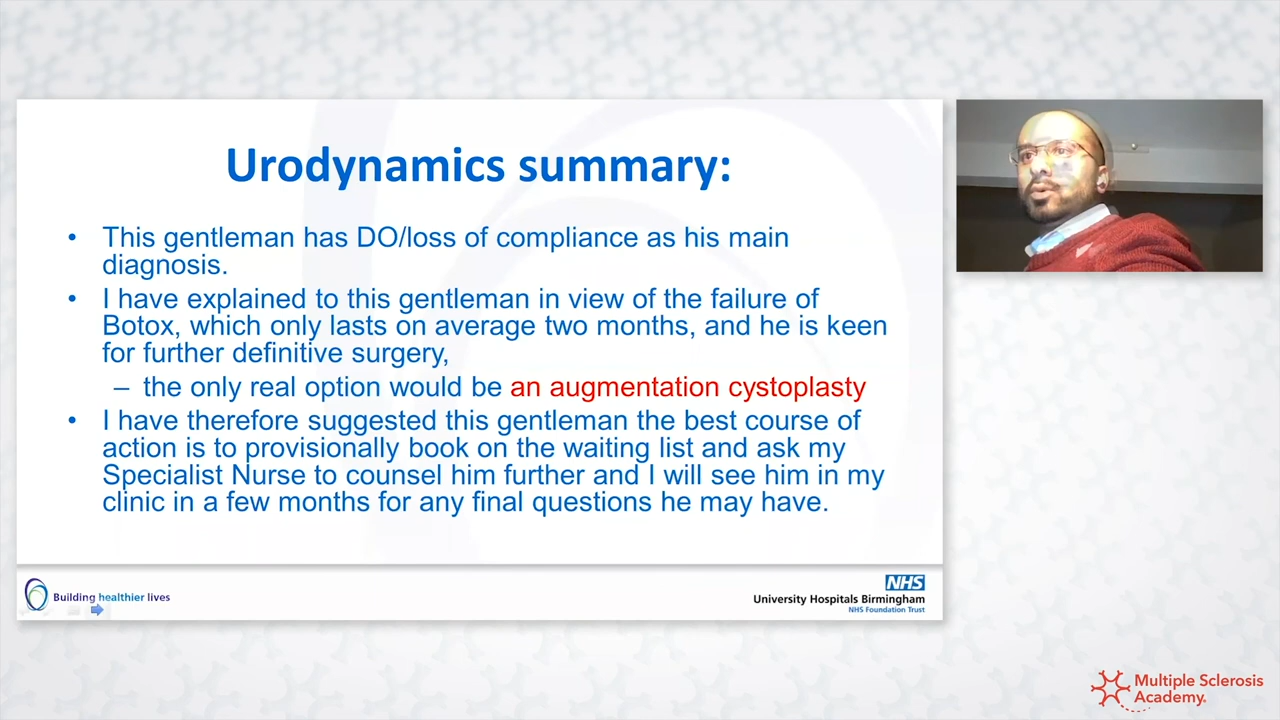 Urodynamics summary:
• This gentleman has DO/loss of compliance as his main
diagnosis.
• I have explained to this gentleman in view of the failure of
Botox, which only lasts on average two months, and he is keen
for further definitive surgery,
– the only real option would be an augmentation cystoplasty
• I have therefore suggested this gentleman the best course of
action is to provisionally book on the waiting list and ask my
Specialist Nurse to counsel him further and I will see him in my
clinic in a few months for any final questions he may have.
Building healthier lives
NHS
University Hospitals Birmingham
NHS Foundation Trust
Multiple Sclerosis
Academy.